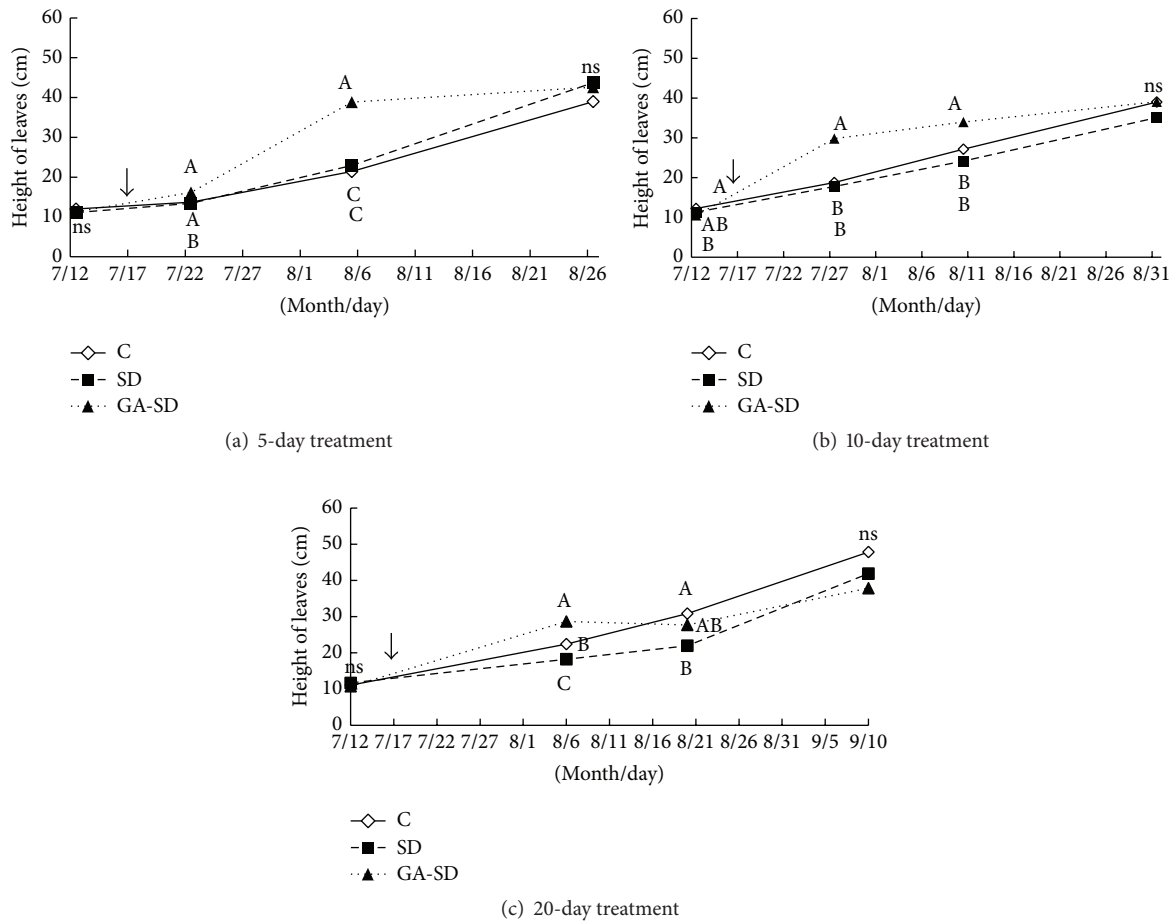 60
50
40
30
20
10
0
Height of leaves (cm)
ns
A
A
B
A
C
C
ns
7/12 7/17 7/22 7/27 8/1 8/6 8/11 8/16 8/21 8/26
(Month/day)
C
SD
GA-SD
(a) 5-day treatment
60
50
40
30
20
10
0
Height of leaves (cm)
A
AB
B
A
B
B
A
B
B
ns
7/12 7/17 7/22 7/27 8/1 8/6 8/11 8/16 8/21 8/26 8/31
(Month/day)
C
SD
GA-SD
(b) 10-day treatment
60
50
40
30
20
10
0
Height of leaves (cm)
ns
A
B
C
A
AB
B
ns
7/12 7/17 7/22 7/27 8/1 8/6 8/11 8/16 8/21 8/26 8/31 9/5 9/10
(Month/day)
C
SD
GA-SD
(c) 20-day treatment